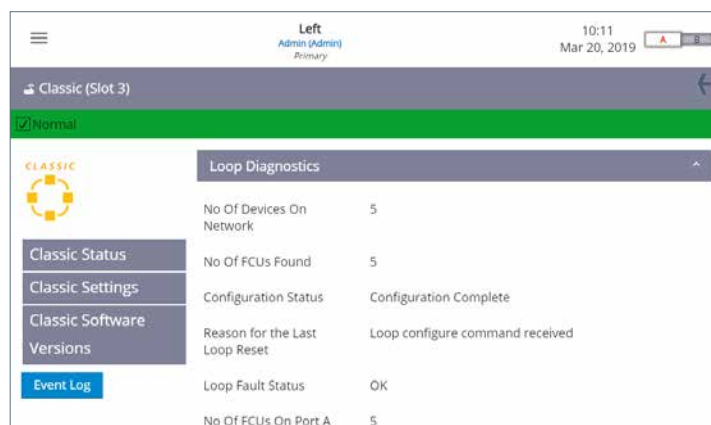 Left
Admin (Admin)
Primary
10:11
Mar 20, 2019
A
B
Classic (Slot 3)
Normal
CLASSIC
Classic Status
Classic Settings
Classic Software
Versions
Event Log
Loop Diagnostics
No Of Devices On
Network
5
No Of FCUs Found
5
Configuration Status
Configuration Complete
Reason for the Last
Loop Reset
Loop configure command received
Loop Fault Status
OK
No Of FCUs On Port A
5